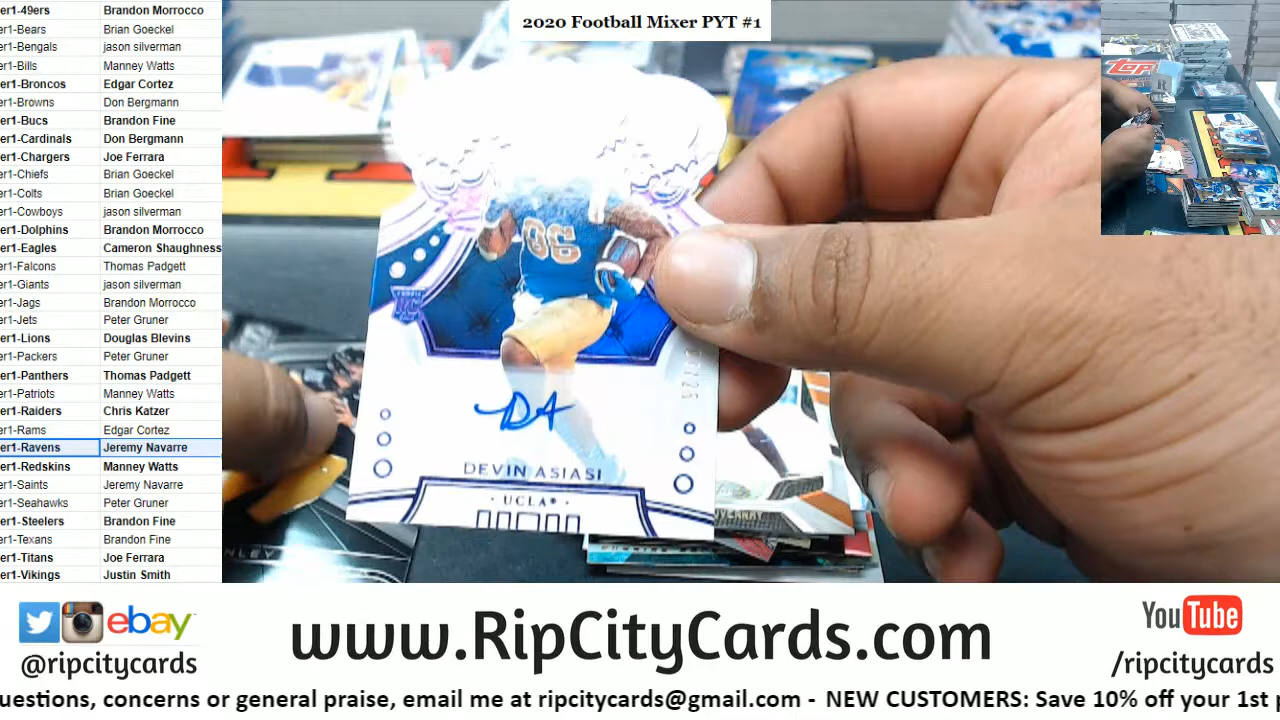 2020 Football Mixer PYT #1
er1-49ers Brandon Morrocco
er1-Bears Brian Goeckel
er1-Bengals jason silverman
er1-Bills Manney Watts
er1-Broncos Edgar Cortez
er1-Browns Don Bergmann
er1-Bucs Brandon Fine
er1-Cardinals Don Bergmann
er1-Chargers Joe Ferrara
er1-Chiefs Brian Goeckel
er1-Colts Brian Goeckel
er1-Cowboys jason silverman
er1-Dolphins Brandon Morrocco
er1-Eagles Cameron Shaughness
er1-Falcons Thomas Padgett
er1-Giants jason silverman
er1-Jags Brandon Morrocco
er1-Jets Peter Gruner
er1-Lions Douglas Blevins
er1-Packers Peter Gruner
er1-Panthers Thomas Padgett
er1-Patriots Manney Watts
er1-Raiders Chris Katzer
er1-Rams Edgar Cortez
er1-Ravens Jeremy Navarre
er1-Redskins Manney Watts
er1-Saints Jeremy Navarre
er1-Seahawks Peter Gruner
er1-Steelers Brandon Fine
er1-Texans Brandon Fine
er1-Titans Joe Ferrara
er1-Vikings Justin Smith
Topps
86
RC
DA
DEVIN ASIASI
· UCLA® ·
ebay™
@ripcitycards
www.RipCityCards.com
YouTube
/ripcitycards
uestions, concerns or general praise, email me at ripcitycards@gmail.com - NEW CUSTOMERS: Save 10% off your 1st p